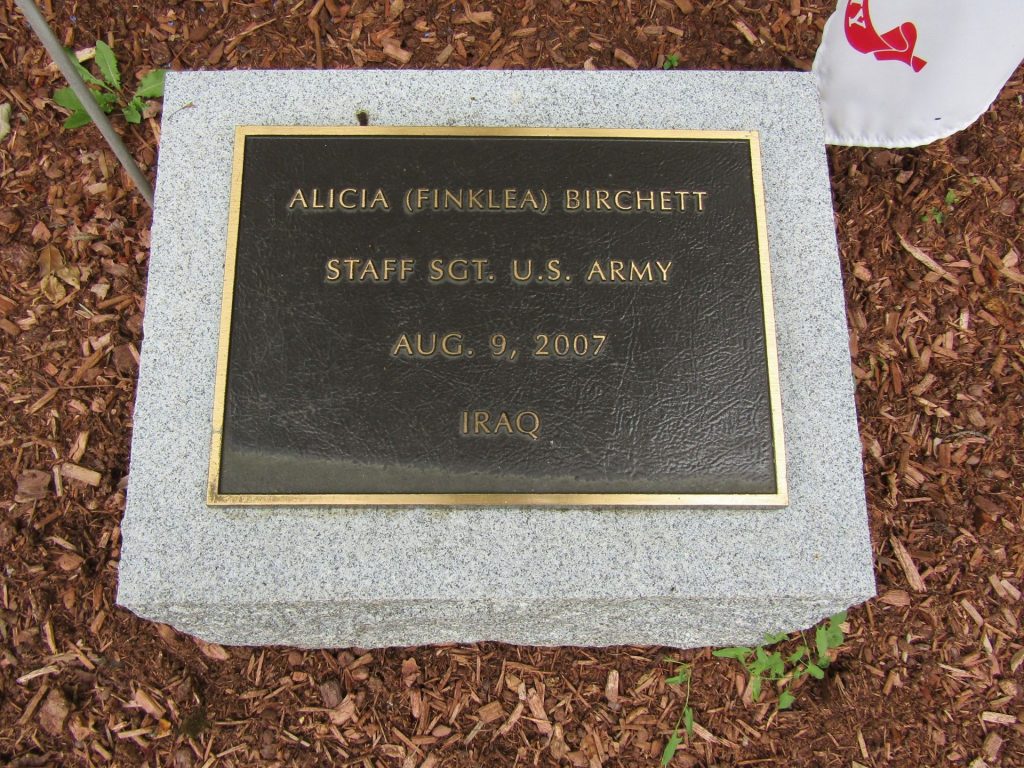 ALICIA (FINKLEA) BIRCHETT
STAFF SGT. U.S. ARMY
AUG. 9, 2007
IRAQ